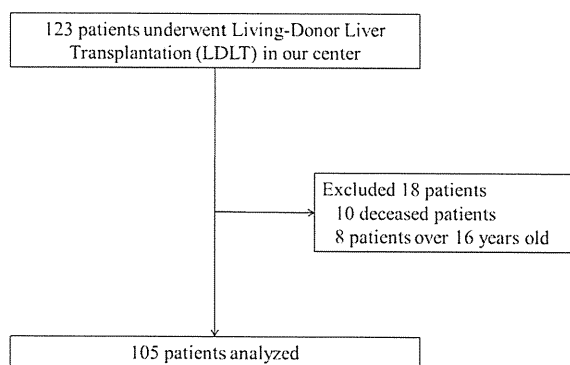 123 patients underwent Living-Donor Liver
Transplantation (LDLT) in our center
Excluded 18 patients
10 deceased patients
8 patients over 16 years old
105 patients analyzed